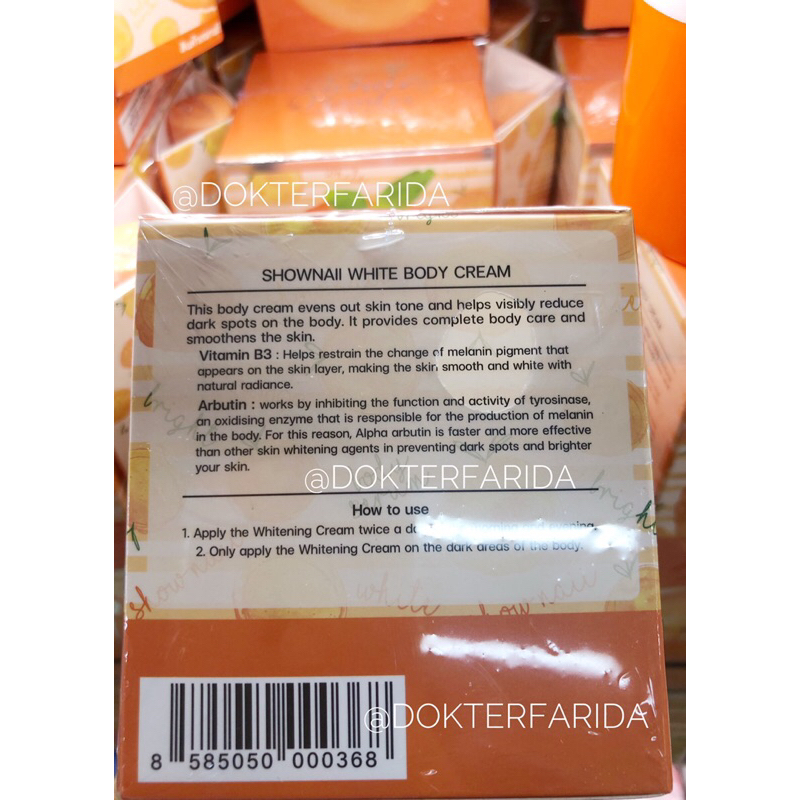 @DOKTERFARIDA
SHOWNAII WHITE BODY CREAM
This body cream evens out skin tone and helps visibly reduce
dark spots on the body. It provides complete body care and
smoothens the skin.
Vitamin B3 : Helps restrain the change of melanin pigment that
appears on the skin layer, making the skin smooth and white with
natural radiance.
Arbutin : works by inhibiting the function and activity of tyrosinase,
an oxidising enzyme that is responsible for the production of melanin
in the body. For this reason, Alpha arbutin is faster and more effective
than other skin whitening agents in preventing dark spots and brighter
your skin.
@DOKTERFARIDA
How to use
1. Apply the Whitening Cream twice a
2. Only apply the Whitening Cream on the dark areas of the body.
white
@DOKTERFARIDA
8 585050 000368